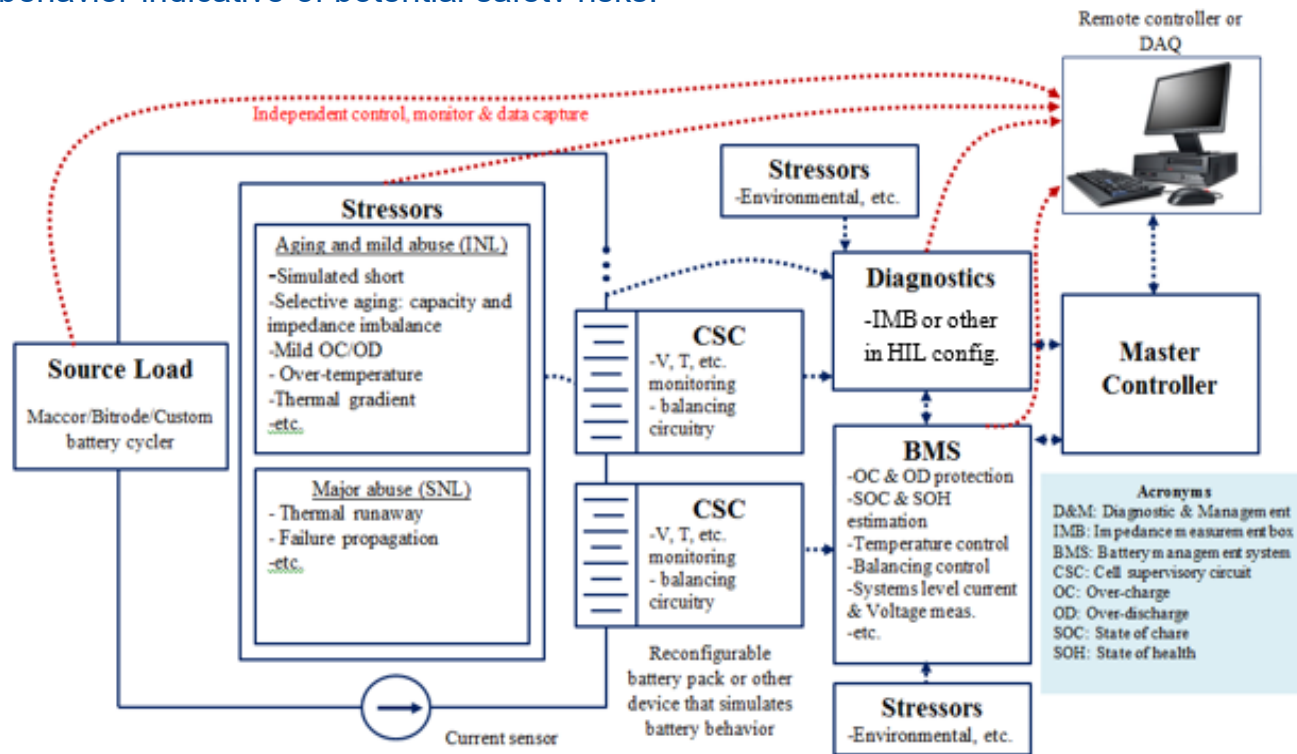 behavior indicative of potential safety risks.
Remote controller or
DAQ
Independent control, monitor & data capture
Stressors
-Environmental, etc.
Stressors
Aging and mild abuse (INL)
-Simulated short
-Selective aging: capacity and
impedance imbalance
-Mild OC/OD
- Over-temperature
-Thermal gradient
-etc.
Major abuse (SNL)
- Thermal runaway
- Failure propagation
-etc.
Source Load
Maccor/Bitrode/Custom
battery cycler
CSC
-V, T, etc.
monitoring
- balancing
circuitry
CSC
-V, T, etc.
monitoring
- balancing
circuitry
Reconfigurable
battery pack or other
device that simulates
battery behavior
Current sensor
Diagnostics
-IMB or other
in HIL config.
Master
Controller
BMS
-OC & OD protection
-SOC & SOH
estimation
-Temperature control
-Balancing control
-Systems level current
& Voltage meas.
-etc.
Stressors
-Environmental, etc.
Acronyms
D&M: Diagnostic & Management
IMB: Impedance measurement box
BMS: Battery management system
CSC: Cell supervisory circuit
OC: Over-charge
OD: Over-discharge
SOC: State of chare
SOH: State of health